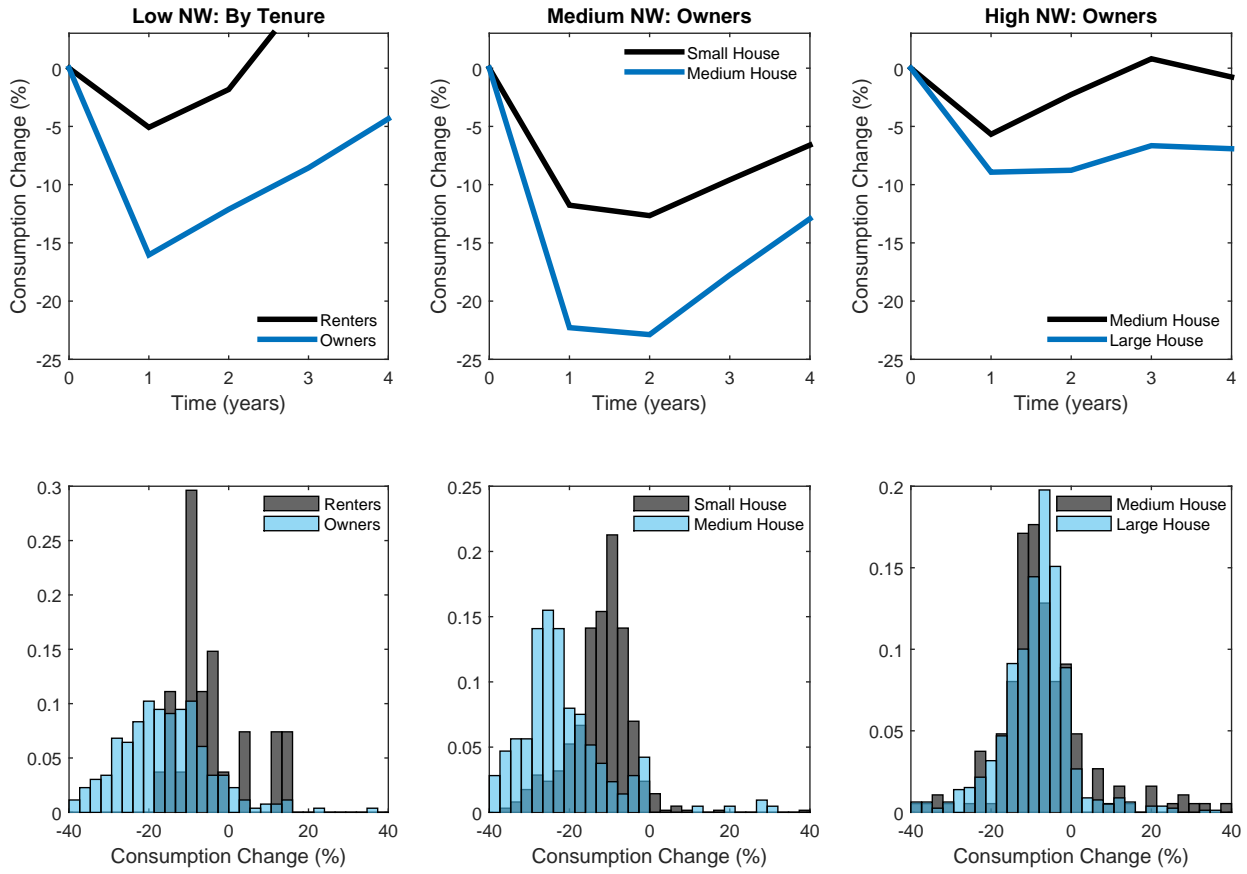 Low NW: By Tenure
0
-5
-10
-15
-20
-25
Consumption Change (%)
Renters
Owners
0 1 2 3 4
Time (years)
Medium NW: Owners
Small House
Medium House
0
-5
-10
-15
-20
-25
Consumption Change (%)
0 1 2 3 4
Time (years)
High NW: Owners
0
-5
-10
-15
-20
-25
Consumption Change (%)
Medium House
Large House
0 1 2 3 4
Time (years)
0.3
0.25
0.2
0.15
0.1
0.05
0
Renters
Owners
-40 -20 0 20 40
Consumption Change (%)
0.25
0.2
0.15
0.1
0.05
0
Small House
Medium House
-40 -20 0 20 40
Consumption Change (%)
0.2
0.15
0.1
0.05
0
Medium House
Large House
-40 -20 0 20 40
Consumption Change (%)